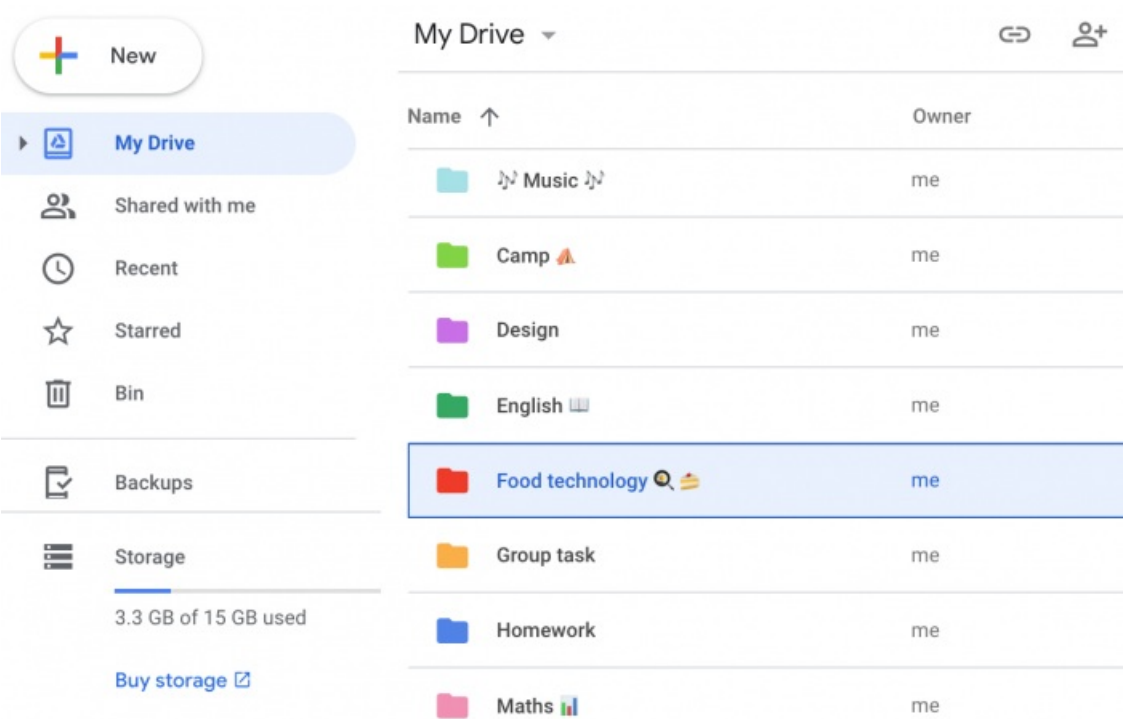 New
My Drive
Shared with me
Recent
Starred
Bin
Backups
Storage
3.3 GB of 15 GB used
Buy storage
My Drive
Name Owner
🎶 Music 🎶 me
Camp ⛺ me
Design me
English 📖 me
Food technology 🍳🍰 me
Group task me
Homework me
Maths 📊 me